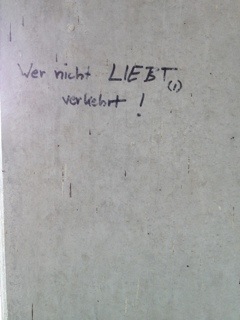 Wer nicht LIEBT
(,)
verkehrt !